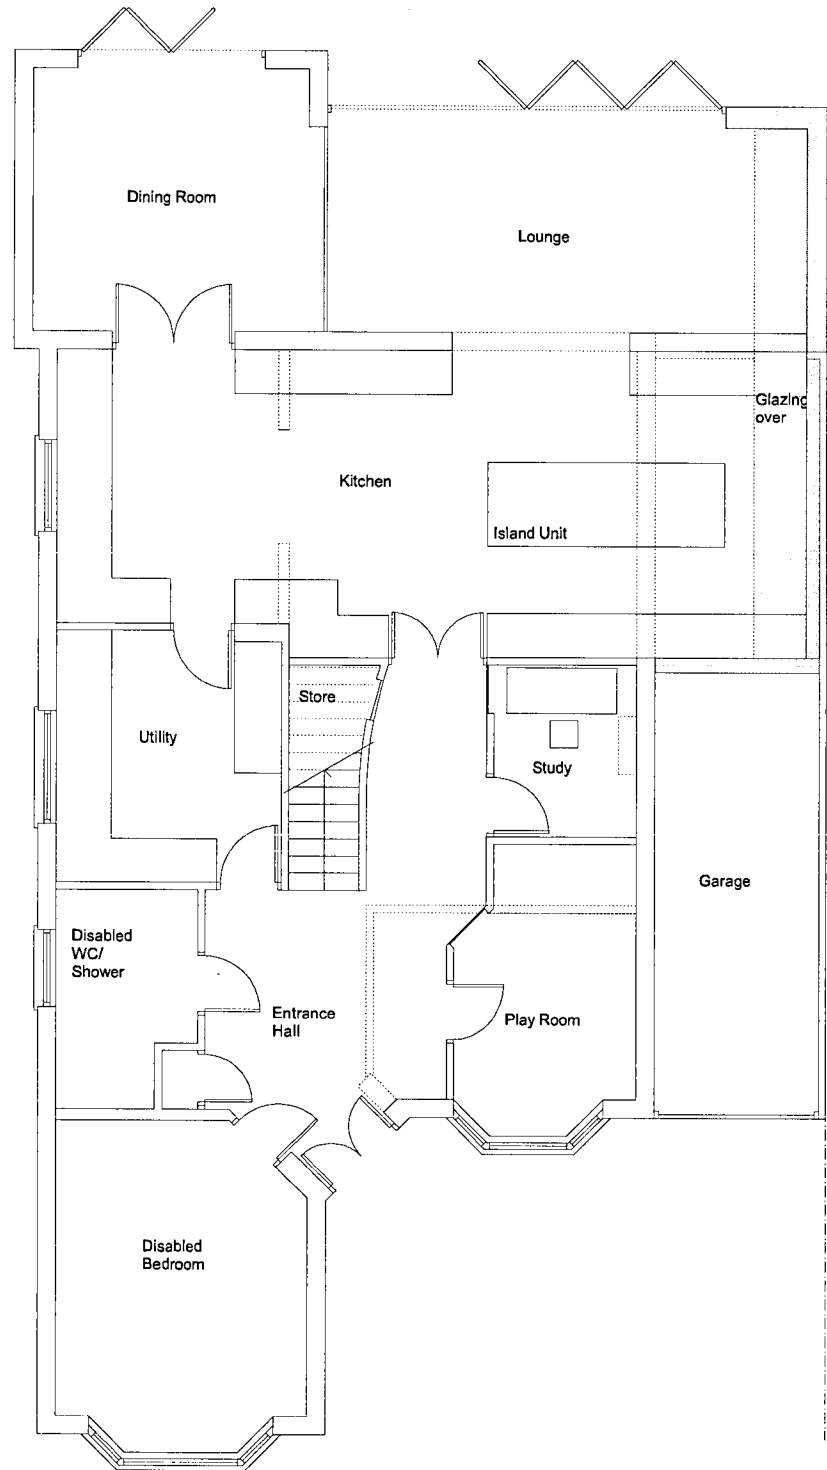 Dining Room
Lounge
Glazing
over
Kitchen
Island Unit
Store
Utility
Study
Garage
Disabled
WC/
Shower
Entrance
Hall
Play Room
Disabled
Bedroom